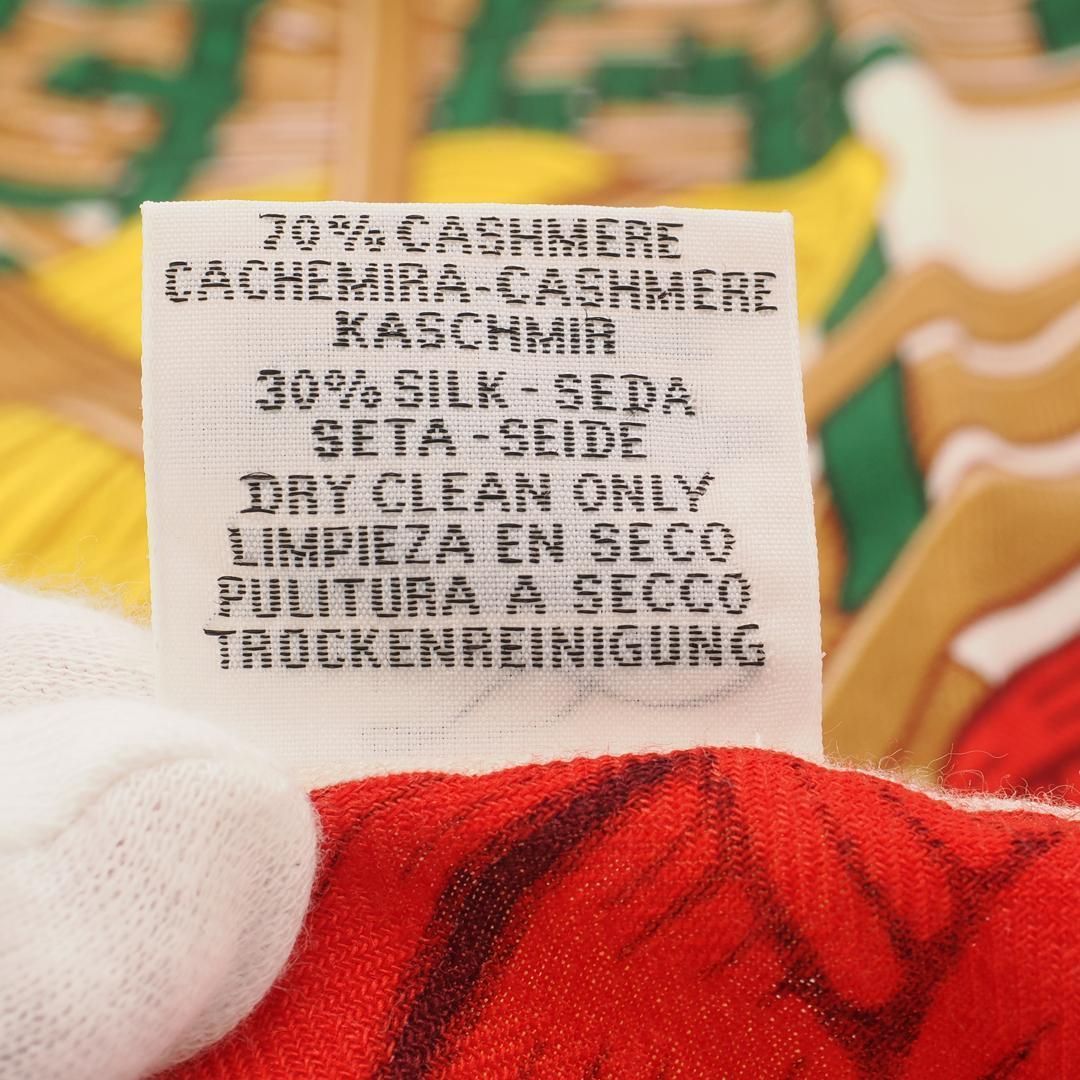 70% CASHMERE
CACHEMIRA-CASHMERE
KASCHMIR
30% SILK - SEDA
SETA - SEIDE
DRY CLEAN ONLY
LIMPIEZA EN SECO
PULITURA A SECCO
TROCKENREINIGUNG